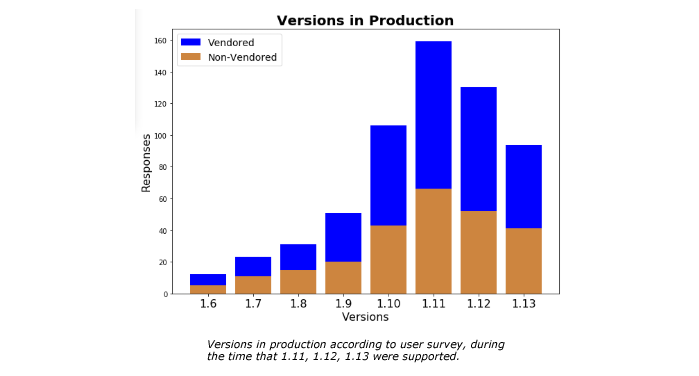 Versions in Production
Vendored
Non-Vendored
160
140
120
100
80
60
40
20
0
Responses
1.6 1.7 1.8 1.9 1.10 1.11 1.12 1.13
Versions
Versions in production according to user survey, during
the time that 1.11, 1.12, 1.13 were supported.